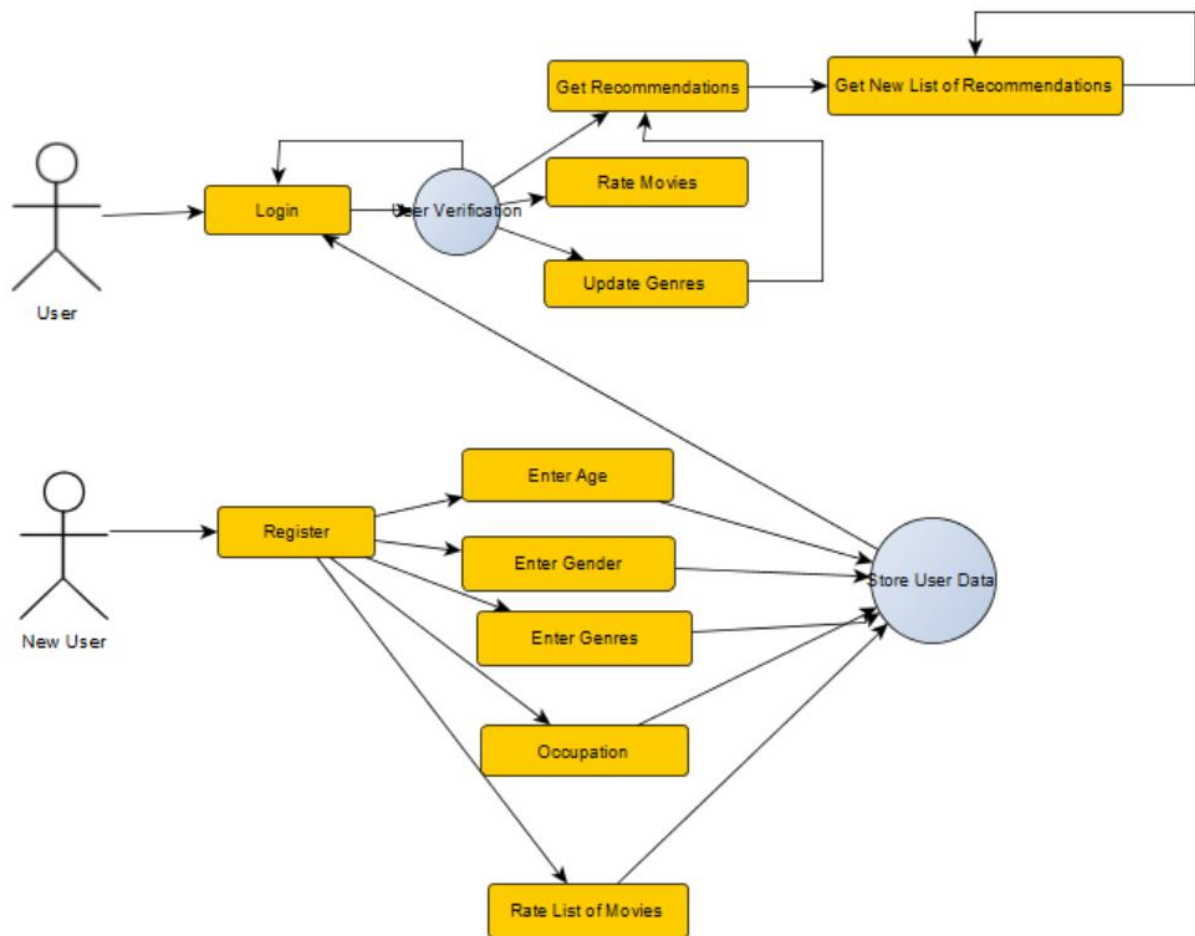 Get Recommendations
Get New List of Recommendations
Rate Movies
Login
User Verification
Update Genres
User
Enter Age
Register
Enter Gender
Store User Data
Enter Genres
New User
Occupation
Rate List of Movies